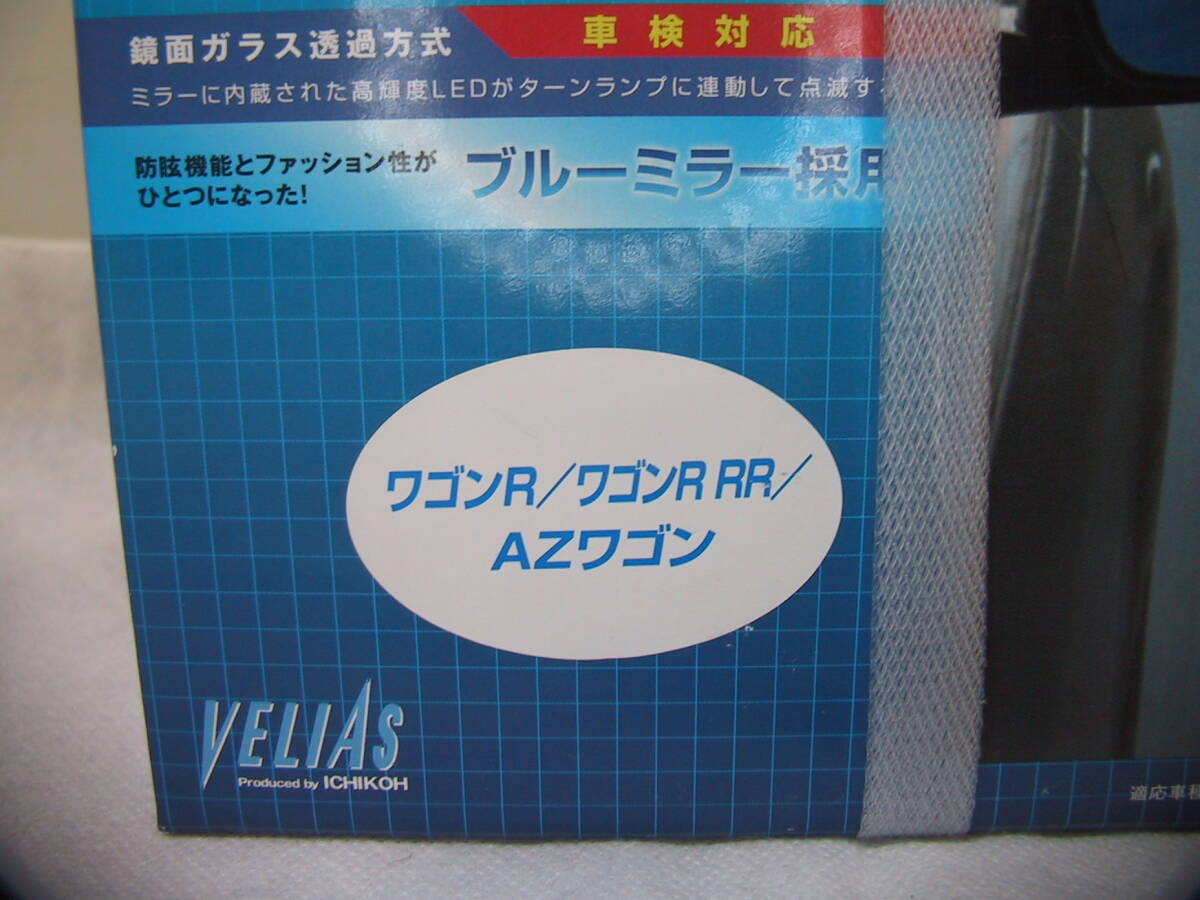 車検対応
鏡面ガラス透過方式
ミラーに内蔵された高輝度LEDがターンランプに連動して点滅す
防眩機能とファッション性が
ひとつになった!
ブルーミラー採用
ワゴンR/ワゴンR RR/
AZワゴン
VELIAS
Produced by ICHIKOH
適応車種